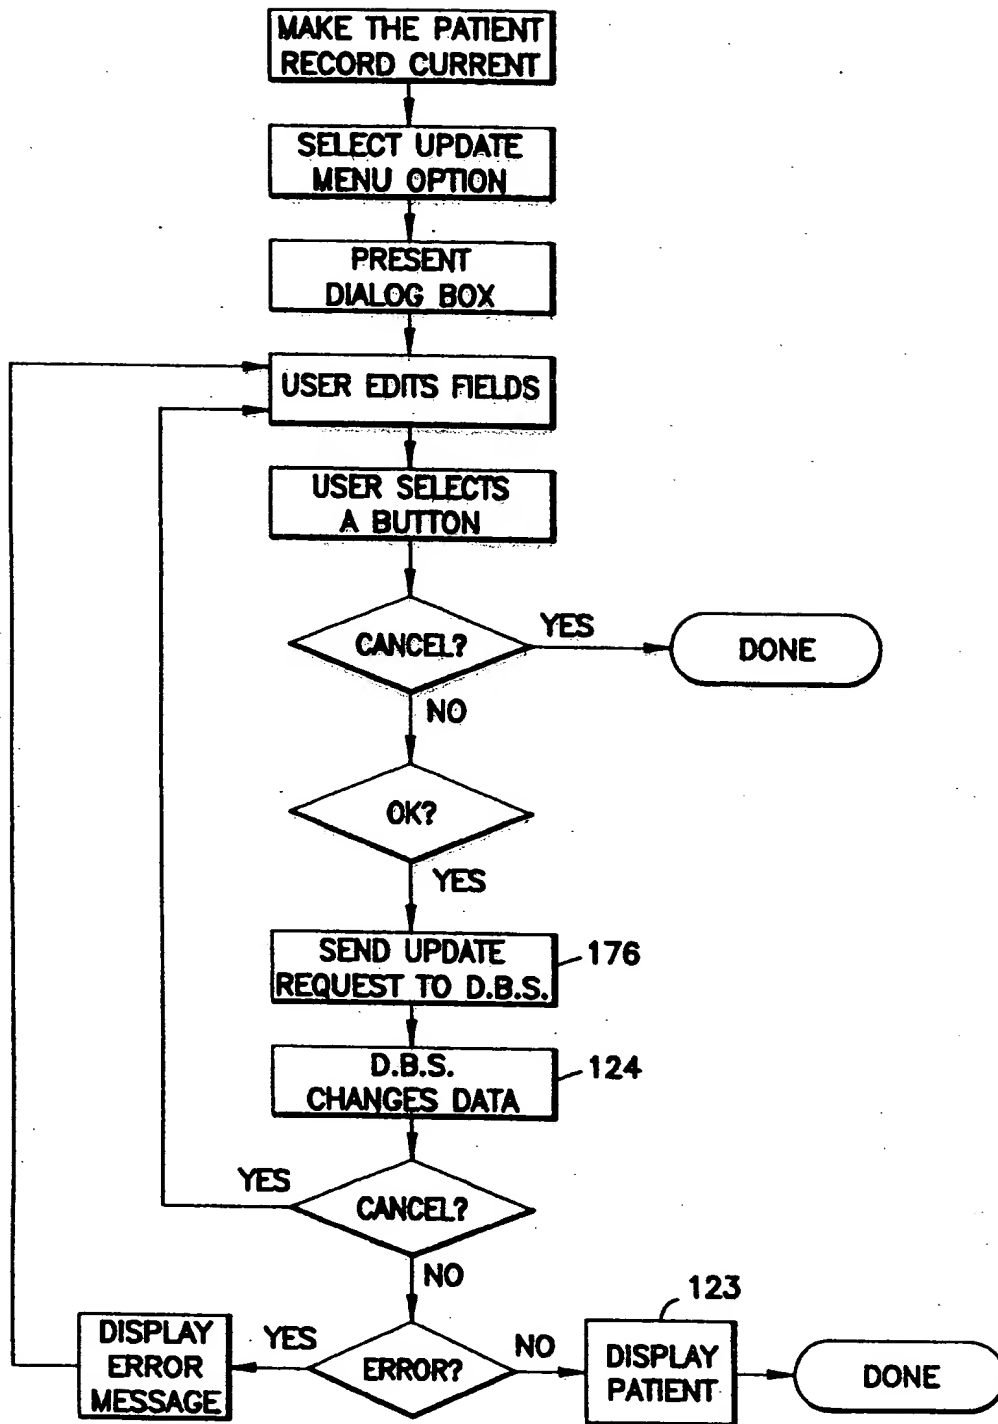 MAKE THE PATIENT
RECORD CURRENT
SELECT UPDATE
MENU OPTION
PRESENT
DIALOG BOX
USER EDITS FIELDS
USER SELECTS
A BUTTON
CANCEL?
YES
DONE
NO
OK?
YES
SEND UPDATE
REQUEST TO D.B.S.
176
D.B.S.
CHANGES DATA
124
YES
CANCEL?
NO
123
DISPLAY
ERROR
MESSAGE
YES
ERROR?
NO
DISPLAY
PATIENT
DONE